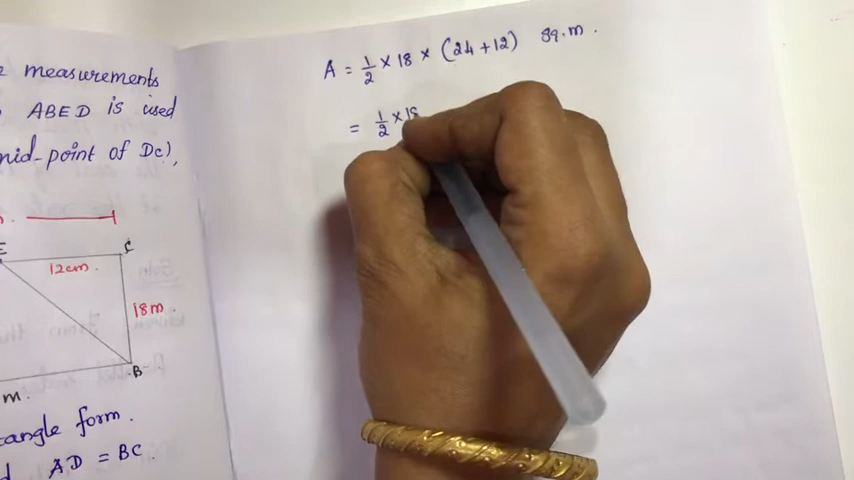 measurements
ABED is used
mid-point of DC),
E
C
12cm.
18m.
B
m.
tangle form.
AD = BC.
A = 1/2 × 18 × (24+12) sq.m.
= 1/2 × 18